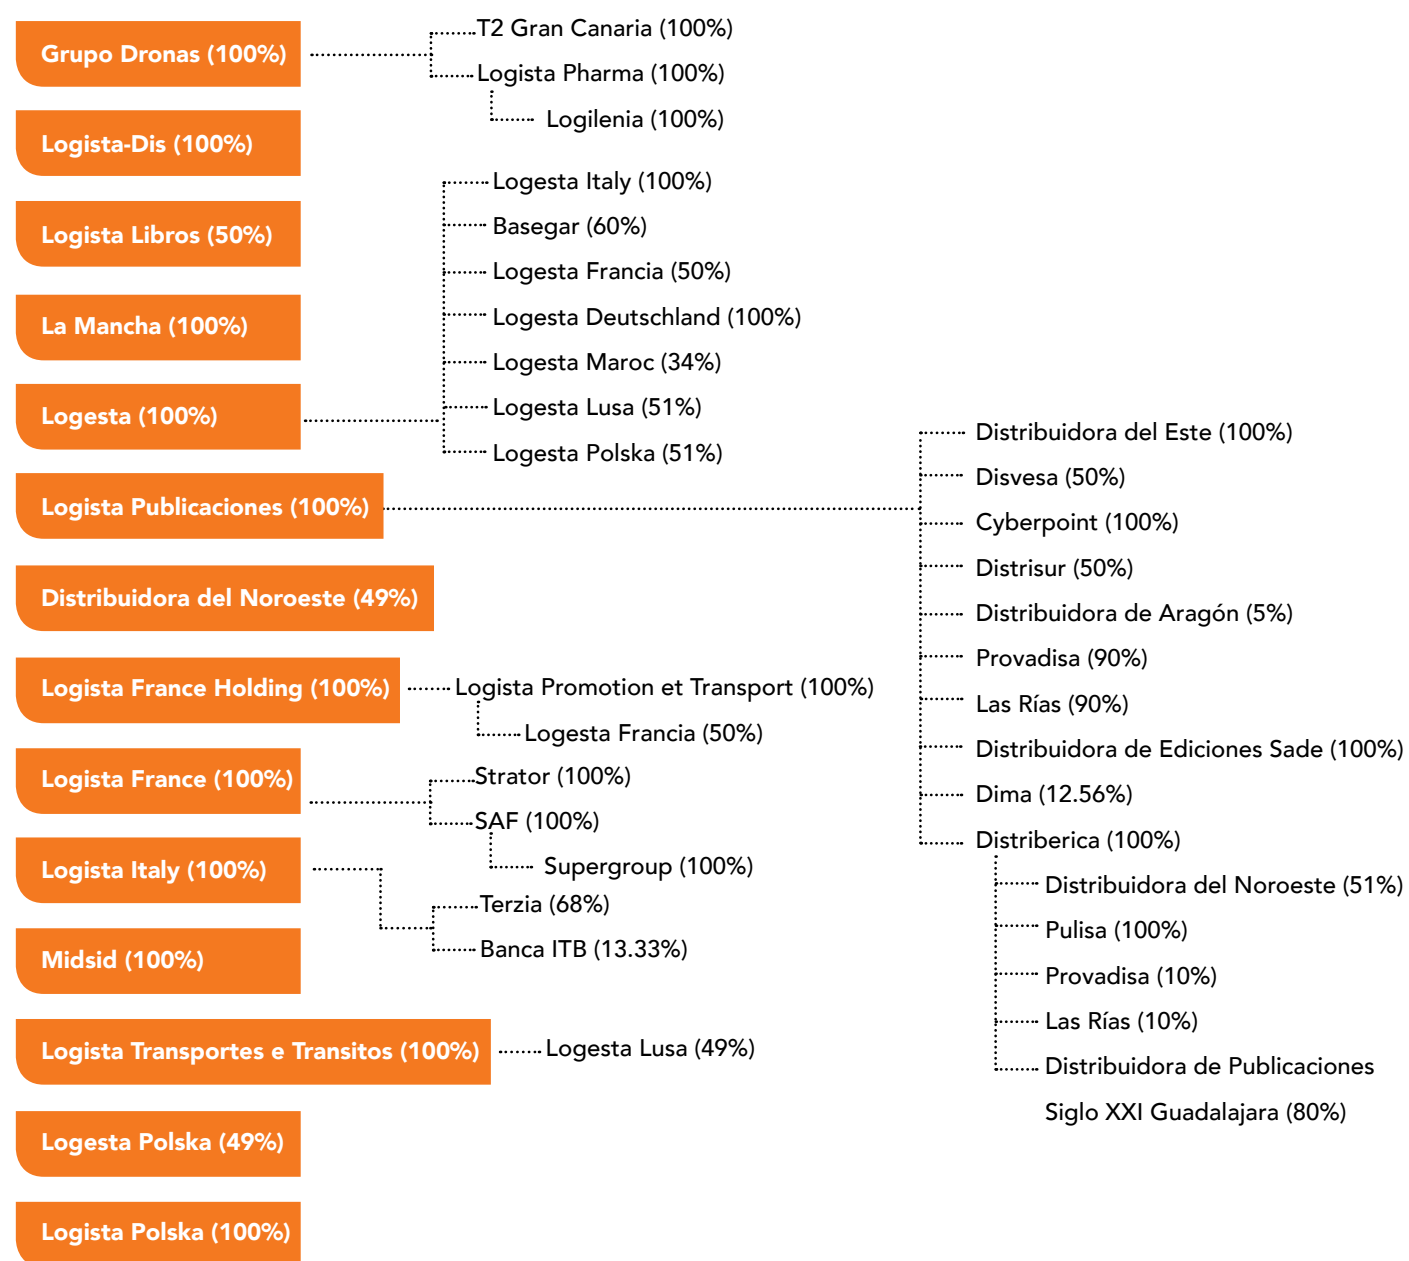 Grupo Dronas (100%)
T2 Gran Canaria (100%)
Logista Pharma (100%)
Logilenia (100%)
Logista-Dis (100%)
Logista Libros (50%)
La Mancha (100%)
Logesta (100%)
Logesta Italy (100%)
Basegar (60%)
Logesta Francia (50%)
Logesta Deutschland (100%)
Logesta Maroc (34%)
Logesta Lusa (51%)
Logesta Polska (51%)
Logista Publicaciones (100%)
Distribuidora del Este (100%)
Disvesa (50%)
Cyberpoint (100%)
Distrisur (50%)
Distribuidora de Aragón (5%)
Provadisa (90%)
Las Rías (90%)
Distribuidora de Ediciones Sade (100%)
Dima (12.56%)
Distriberica (100%)
Distribuidora del Noroeste (51%)
Pulisa (100%)
Provadisa (10%)
Las Rías (10%)
Distribuidora de Publicaciones
Siglo XXI Guadalajara (80%)
Distribuidora del Noroeste (49%)
Logista France Holding (100%)
Logista Promotion et Transport (100%)
Logesta Francia (50%)
Logista France (100%)
Strator (100%)
SAF (100%)
Supergroup (100%)
Logista Italy (100%)
Terzia (68%)
Banca ITB (13.33%)
Midsid (100%)
Logista Transportes e Transitos (100%)
Logesta Lusa (49%)
Logesta Polska (49%)
Logista Polska (100%)